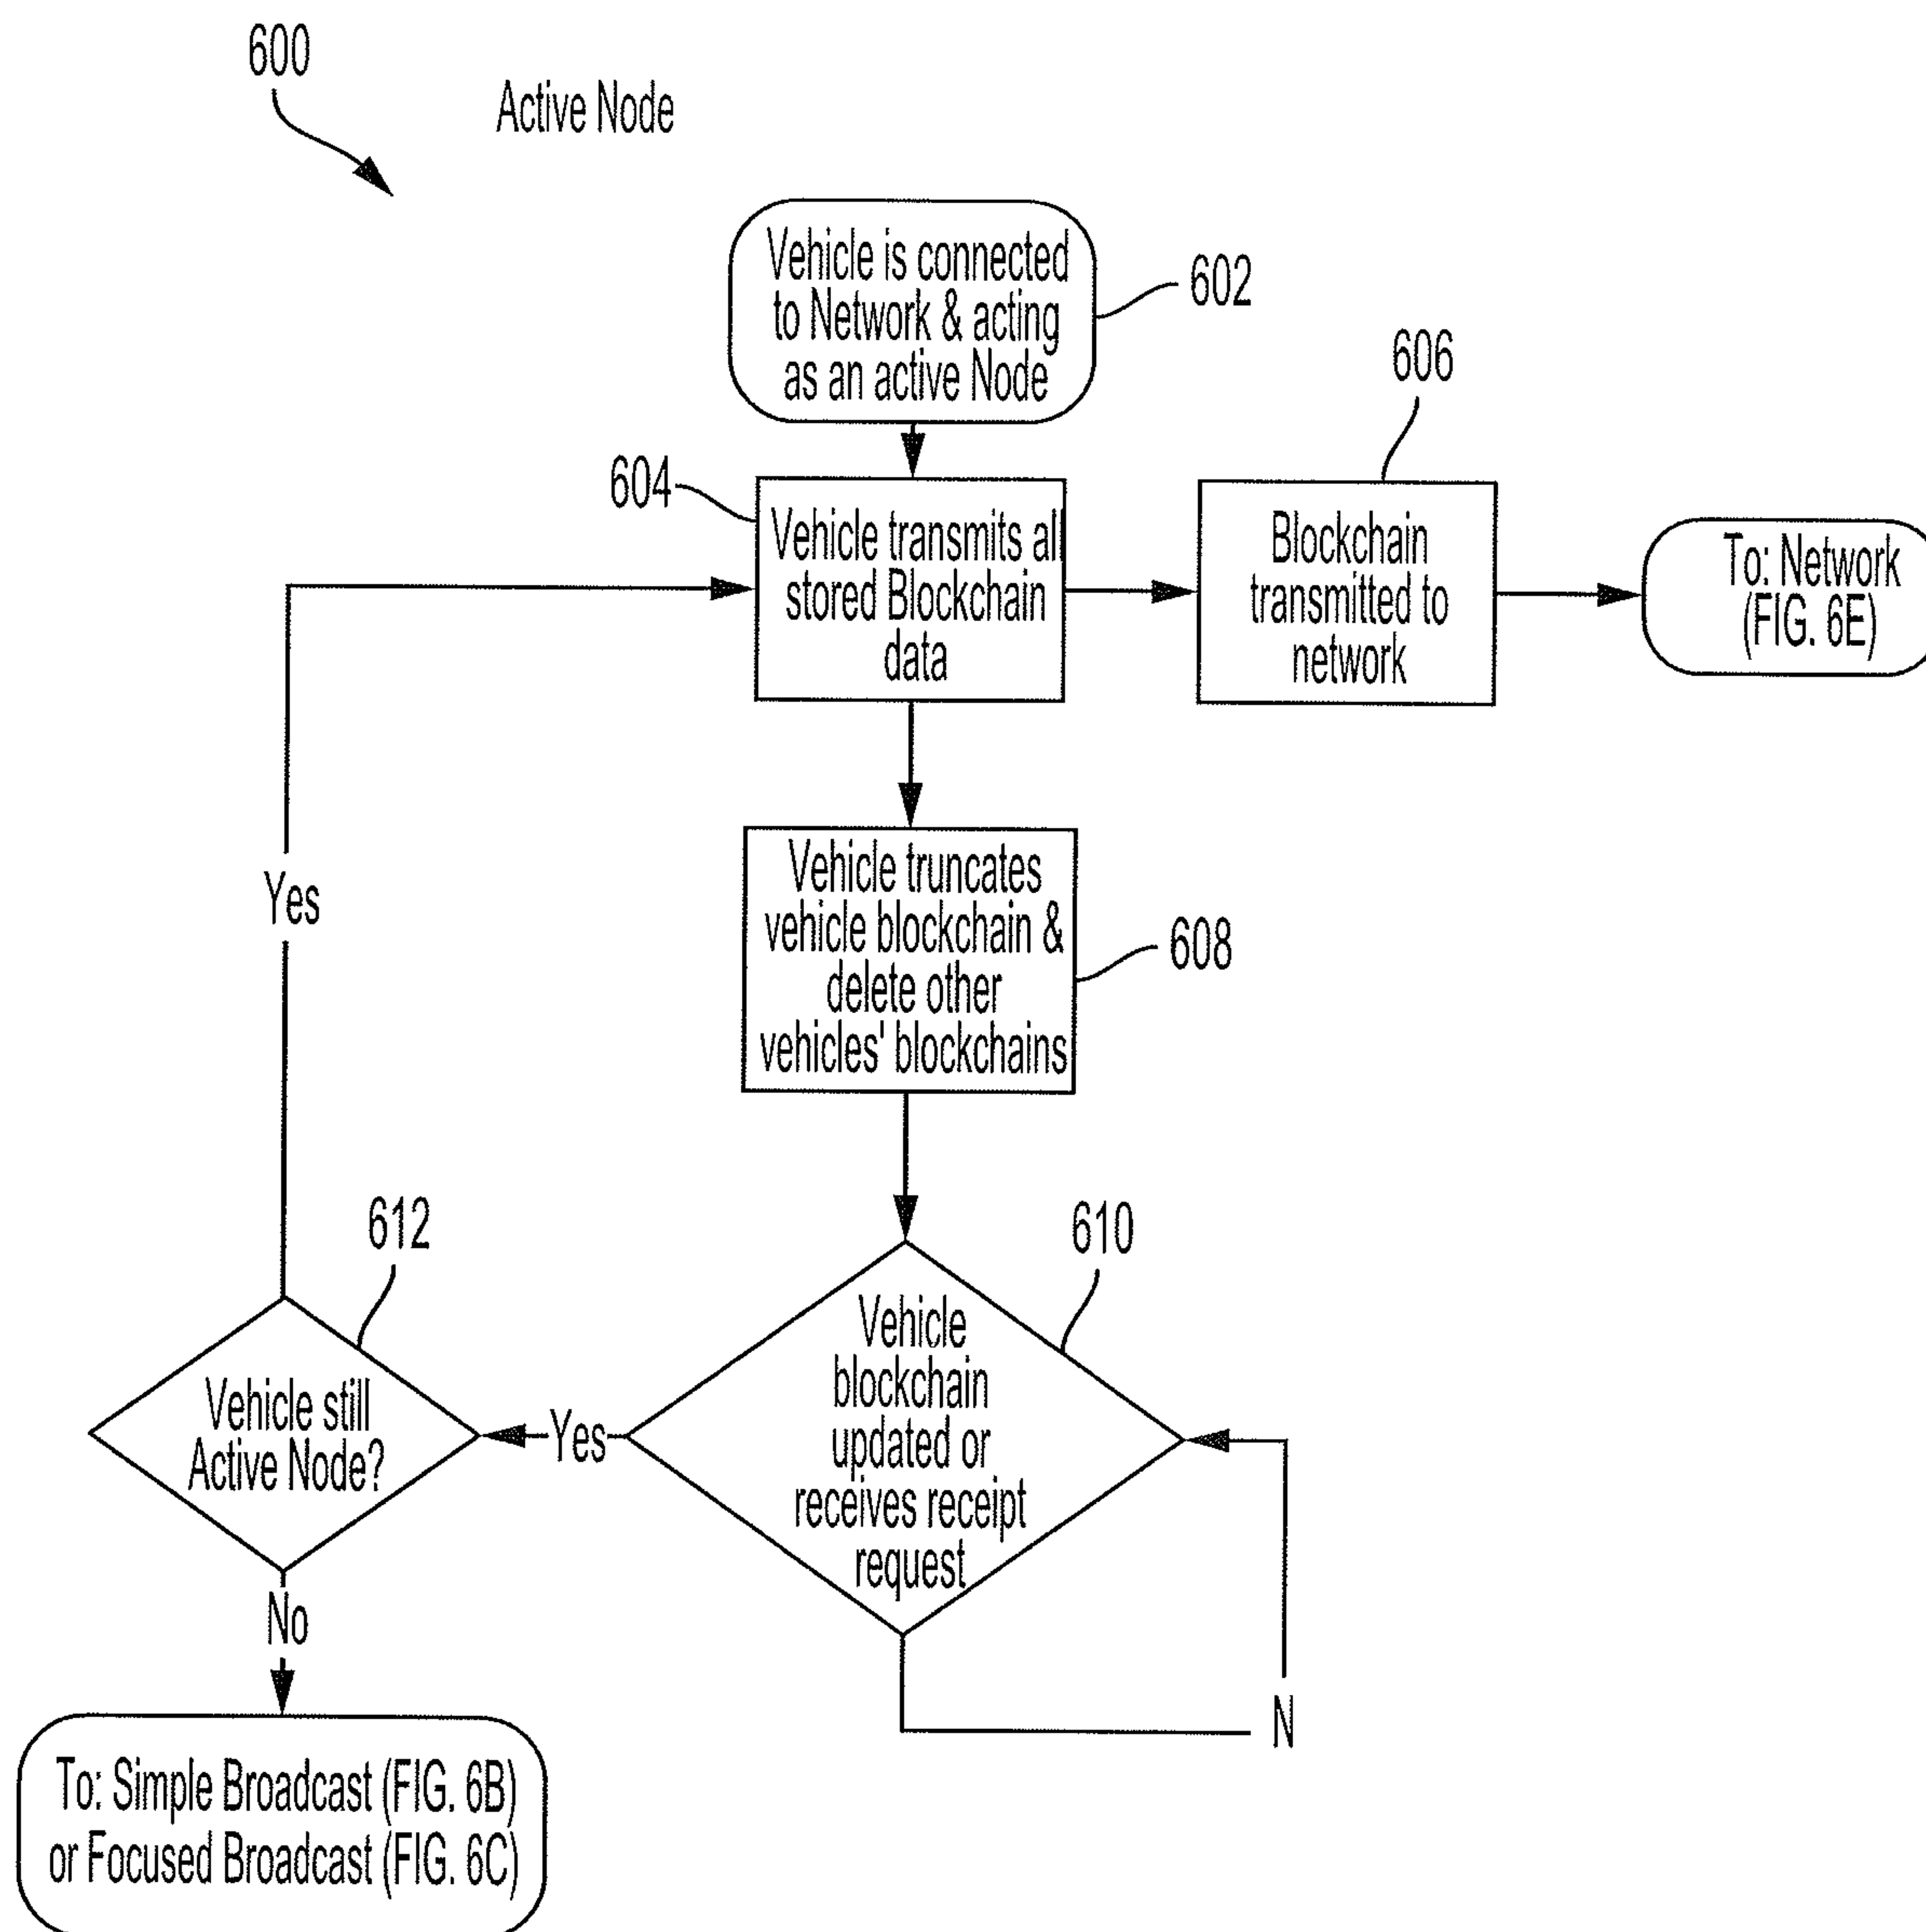 600
Active Node
Vehicle is connected
to Network & acting
as an active Node
602
604
Vehicle transmits all
stored Blockchain
data
606
Blockchain
transmitted to
network
To: Network
(FIG. 6E)
Vehicle truncates
vehicle blockchain &
delete other
vehicles' blockchains
608
Yes
612
Vehicle still
Active Node?
Yes
610
Vehicle
blockchain
updated or
receives receipt
request
N
No
To: Simple Broadcast (FIG. 6B)
or Focused Broadcast (FIG. 6C)